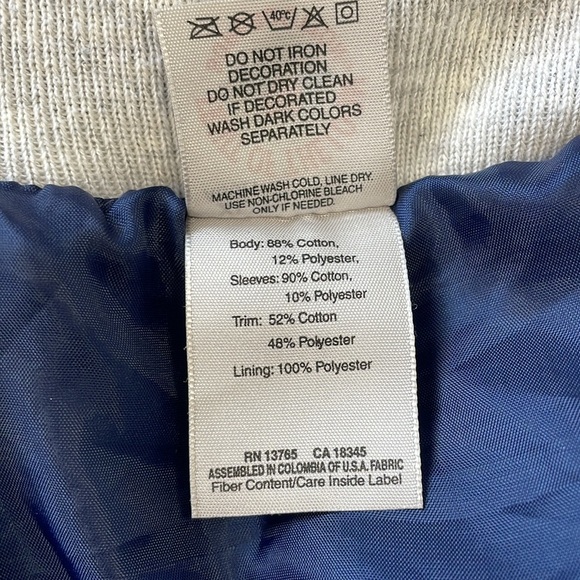 40°C
DO NOT IRON
DECORATION
DO NOT DRY CLEAN
IF DECORATED
WASH DARK COLORS
SEPARATELY
MACHINE WASH COLD, LINE DRY.
USE NON-CHLORINE BLEACH
ONLY IF NEEDED.
Body: 88% Cotton,
12% Polyester,
Sleeves: 90% Cotton,
10% Polyester
Trim: 52% Cotton
48% Polyester
Lining: 100% Polyester
RN 13765 CA 18345
ASSEMBLED IN COLOMBIA OF U.S.A. FABRIC
Fiber Content/Care Inside Label